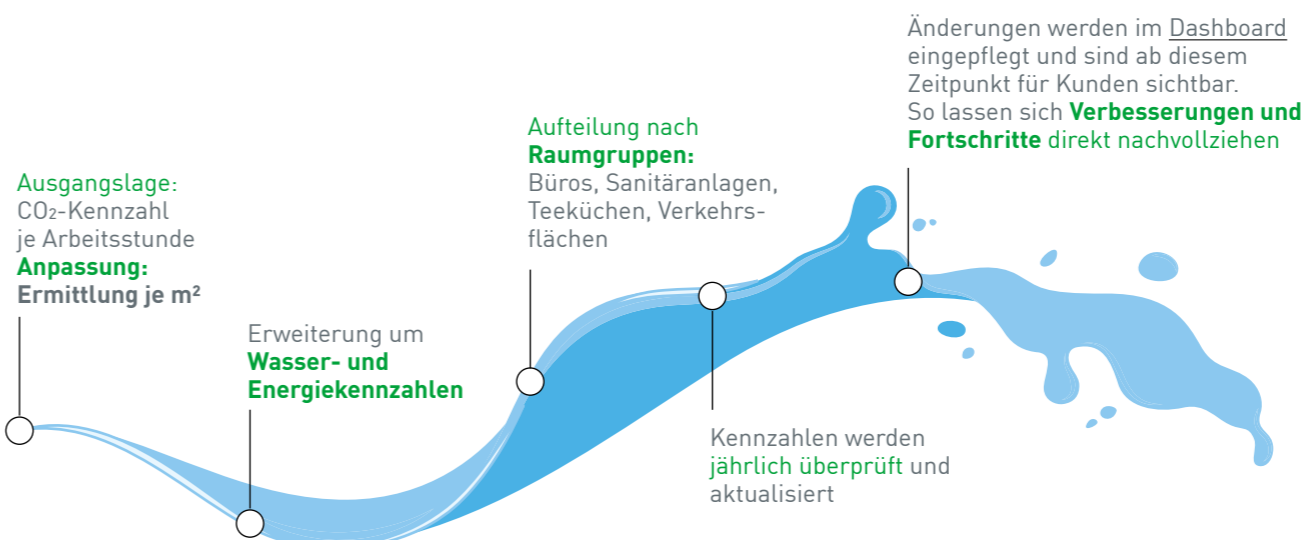 Ausgangslage:
CO₂-Kennzahl
je Arbeitsstunde
Anpassung:
Ermittlung je m²
Erweiterung um
Wasser- und
Energiekennzahlen
Aufteilung nach
Raumgruppen:
Büros, Sanitäranlagen,
Teeküchen, Verkehrs-
flächen
Kennzahlen werden
jährlich überprüft und
aktualisiert
Änderungen werden im Dashboard
eingepflegt und sind ab diesem
Zeitpunkt für Kunden sichtbar.
So lassen sich Verbesserungen und
Fortschritte direkt nachvollziehen